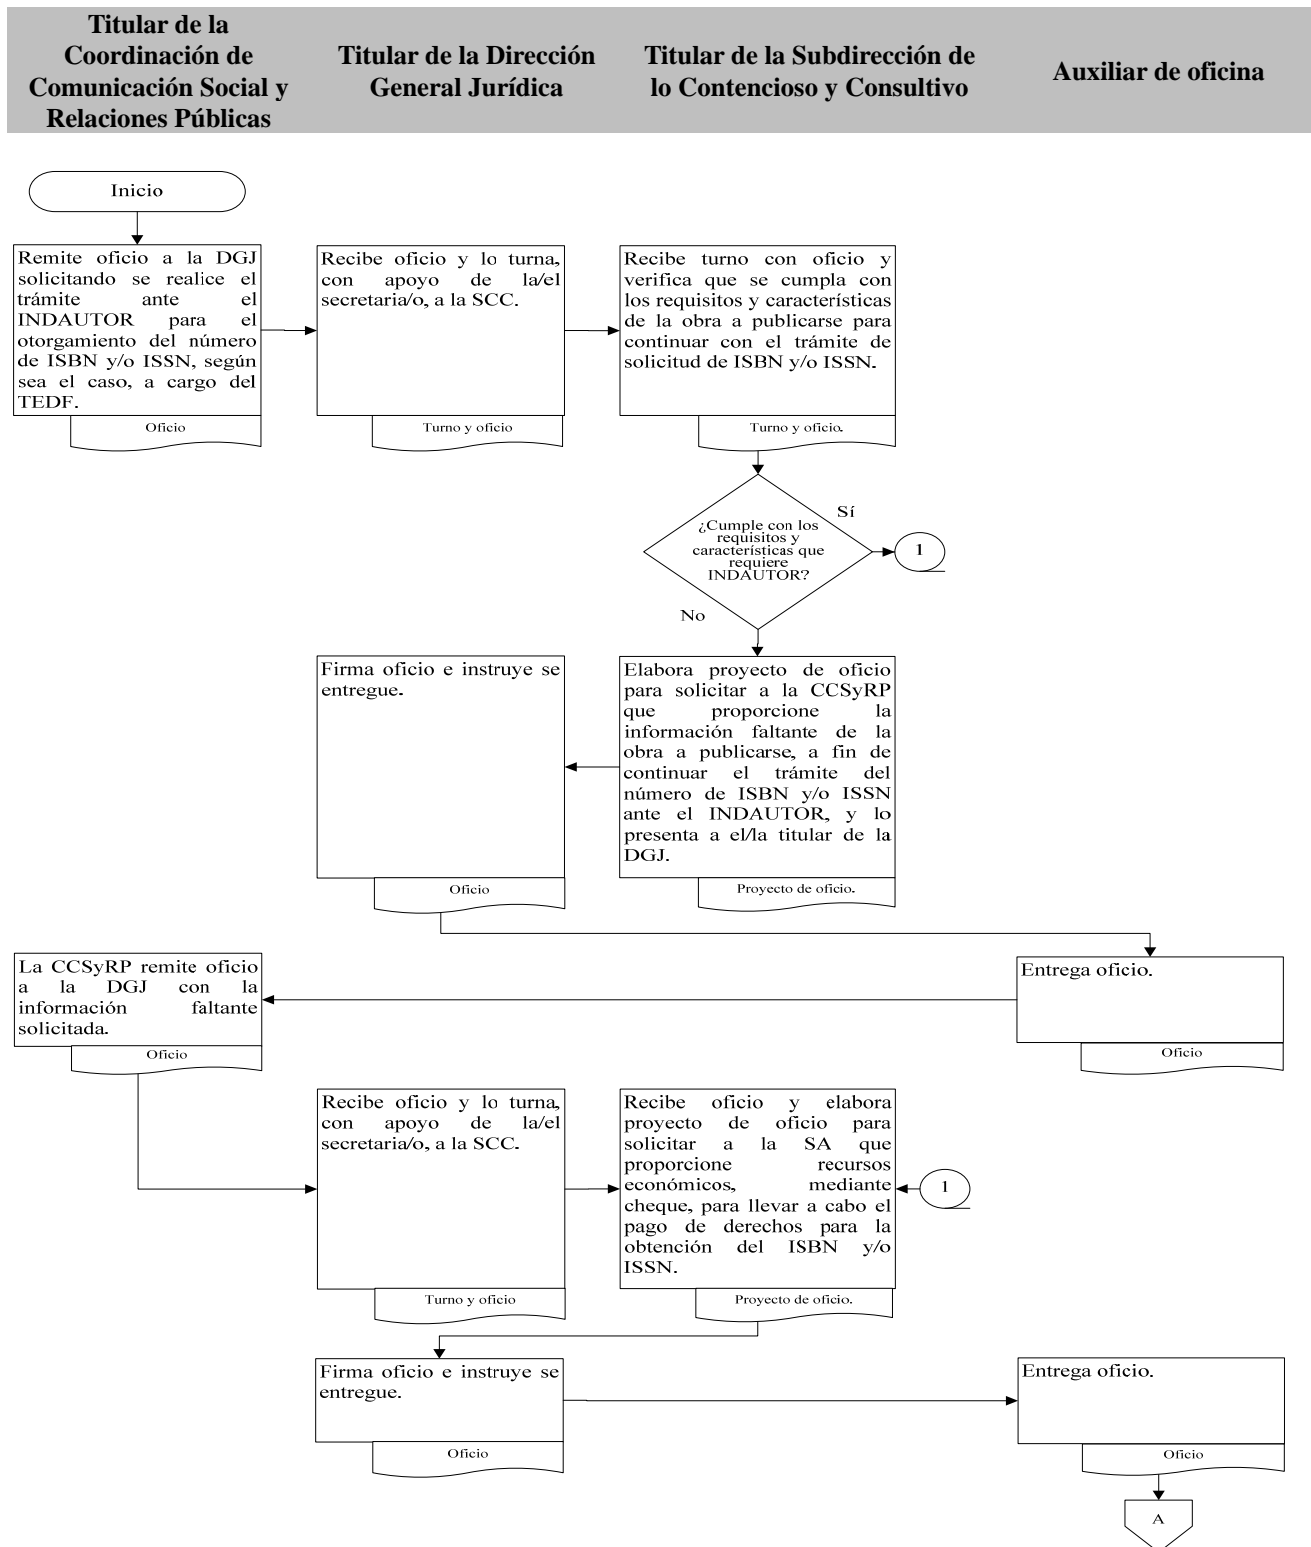 Titular de la
Coordinación de
Comunicación Social y
Relaciones Públicas
Titular de la Dirección
General Jurídica
Titular de la Subdirección de
lo Contencioso y Consultivo
Auxiliar de oficina
Inicio
Remite oficio a la DGJ
solicitando se realice el
trámite ante el
INDAUTOR para el
otorgamiento del número
de ISBN y/o ISSN, según
sea el caso, a cargo del
TEDF.
Oficio
Recibe oficio y lo turna,
con apoyo de la/el
secretaria/o, a la SCC.
Turno y oficio
Recibe turno con oficio y
verifica que se cumpla con
los requisitos y características
de la obra a publicarse para
continuar con el trámite de
solicitud de ISBN y/o ISSN.
Turno y oficio.
¿Cumple con los
requisitos y
características que
requiere
INDAUTOR?
Sí
1
No
Firma oficio e instruye se
entregue.
Oficio
Elabora proyecto de oficio
para solicitar a la CCSyRP
que proporcione la
información faltante de la
obra a publicarse, a fin de
continuar el trámite del
número de ISBN y/o ISSN
ante el INDAUTOR, y lo
presenta a el/la titular de la
DGJ.
Proyecto de oficio.
La CCSyRP remite oficio
a la DGJ con la
información faltante
solicitada.
Oficio
Entrega oficio.
Oficio
Recibe oficio y lo turna,
con apoyo de la/el
secretaria/o, a la SCC.
Turno y oficio
Recibe oficio y elabora
proyecto de oficio para
solicitar a la SA que
proporcione recursos
económicos, mediante
cheque, para llevar a cabo el
pago de derechos para la
obtención del ISBN y/o
ISSN.
Proyecto de oficio.
1
Firma oficio e instruye se
entregue.
Oficio
Entrega oficio.
Oficio
A